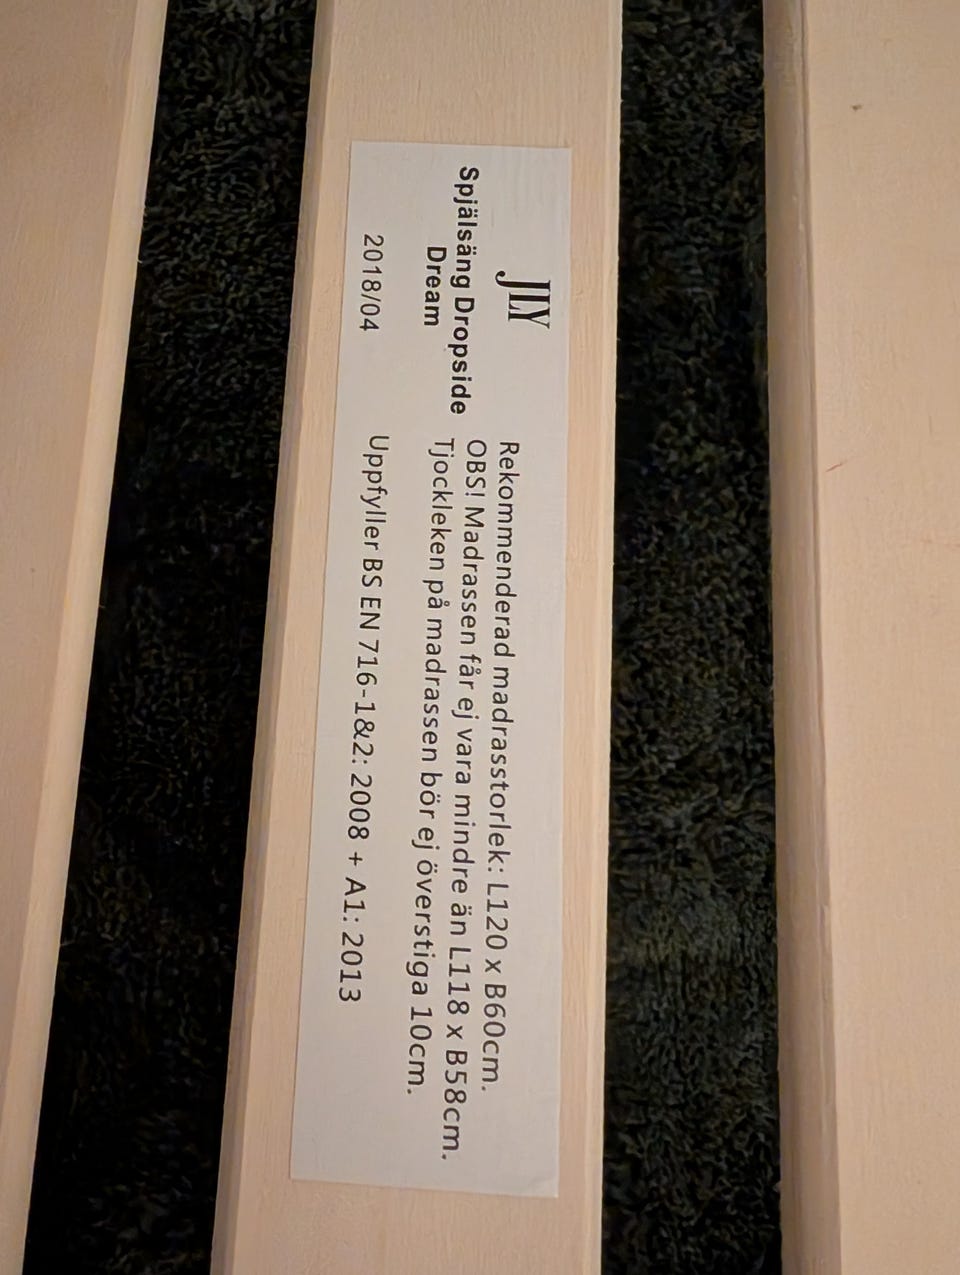 JLY
Spjälsäng Dropside
Dream
2018/04
Rekommenderad madrasstorlek: L120 x B60cm.
OBS! Madrassen får ej vara mindre än L118 x B58cm.
Tjockleken på madrassen bör ej överstiga 10cm.
Uppfyller BS EN 716-1&2: 2008 + A1: 2013